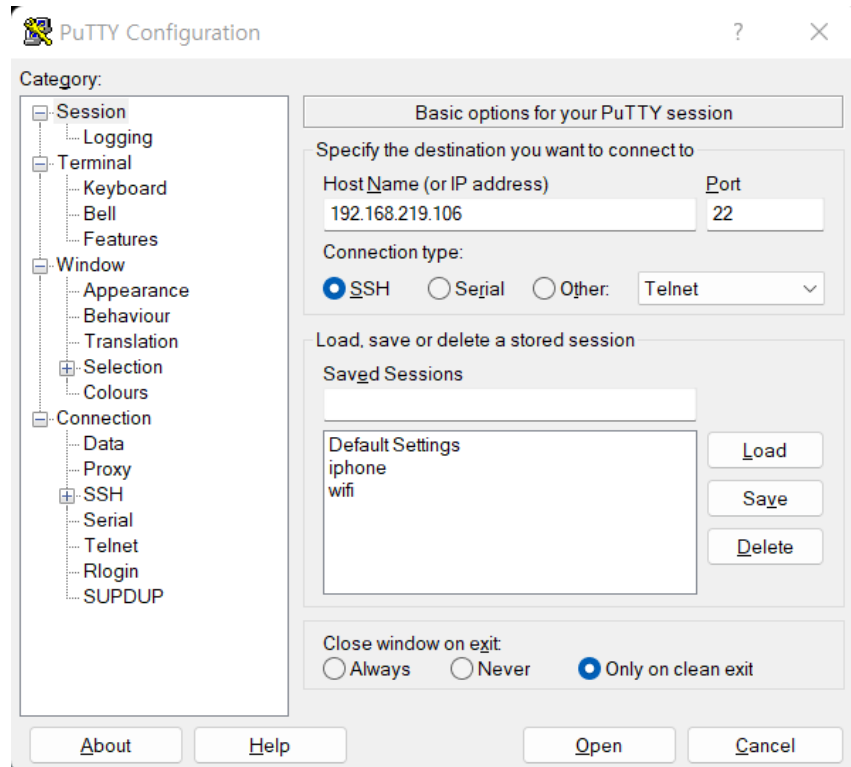 PuTTY Configuration
?
Category:
Session
Logging
Terminal
Keyboard
Bell
Features
Window
Appearance
Behaviour
Translation
Selection
Colours
Connection
Data
Proxy
SSH
Serial
Telnet
Rlogin
SUPDUP
Basic options for your PuTTY session
Specify the destination you want to connect to
Host Name (or IP address) Port
192.168.219.106 22
Connection type:
SSH Serial Other: Telnet
Load, save or delete a stored session
Saved Sessions
Default Settings
iphone
wifi
Load
Save
Delete
Close window on exit:
Always Never Only on clean exit
About Help Open Cancel